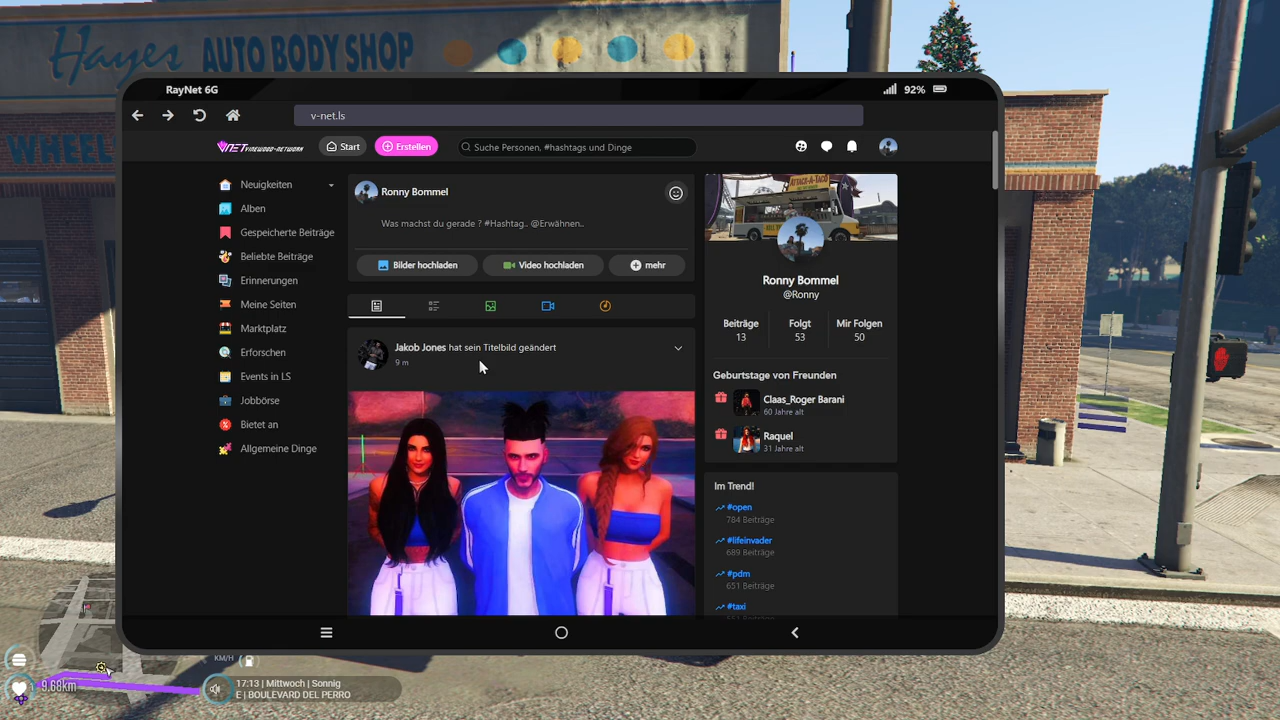 Hayes AUTO BODY SHOP
WHEEL
RayNet 6G
92%
v-net.ls
VNET VINEWOOD-NETWORK
Start
Erstellen
Suche Personen, #hashtags und Dinge
Neuigkeiten
Alben
Gespeicherte Beiträge
Beliebte Beiträge
Erinnerungen
Meine Seiten
Marktplatz
Erforschen
Events in LS
Jobbörse
Bietet an
Allgemeine Dinge
Ronny Bommel
Was machst du gerade ? #Hashtag.. @Erwähnen..
Bilder hochladen
Video hochladen
mehr
Jakob Jones hat sein Titelbild geändert
9 m
ATTACK-A-TACO
Ronny Bommel
@Ronny
Beiträge
13
Folgt
53
Mir Folgen
50
Geburtstage von Freunden
Claas_Roger Barani
60 Jahre alt
Raquel
31 Jahre alt
Im Trend!
#open
784 Beiträge
#lifeinvader
689 Beiträge
#pdm
651 Beiträge
#taxi
KM/H
9.68km
17:13 | Mittwoch | Sonnig
E | BOULEVARD DEL PERRO